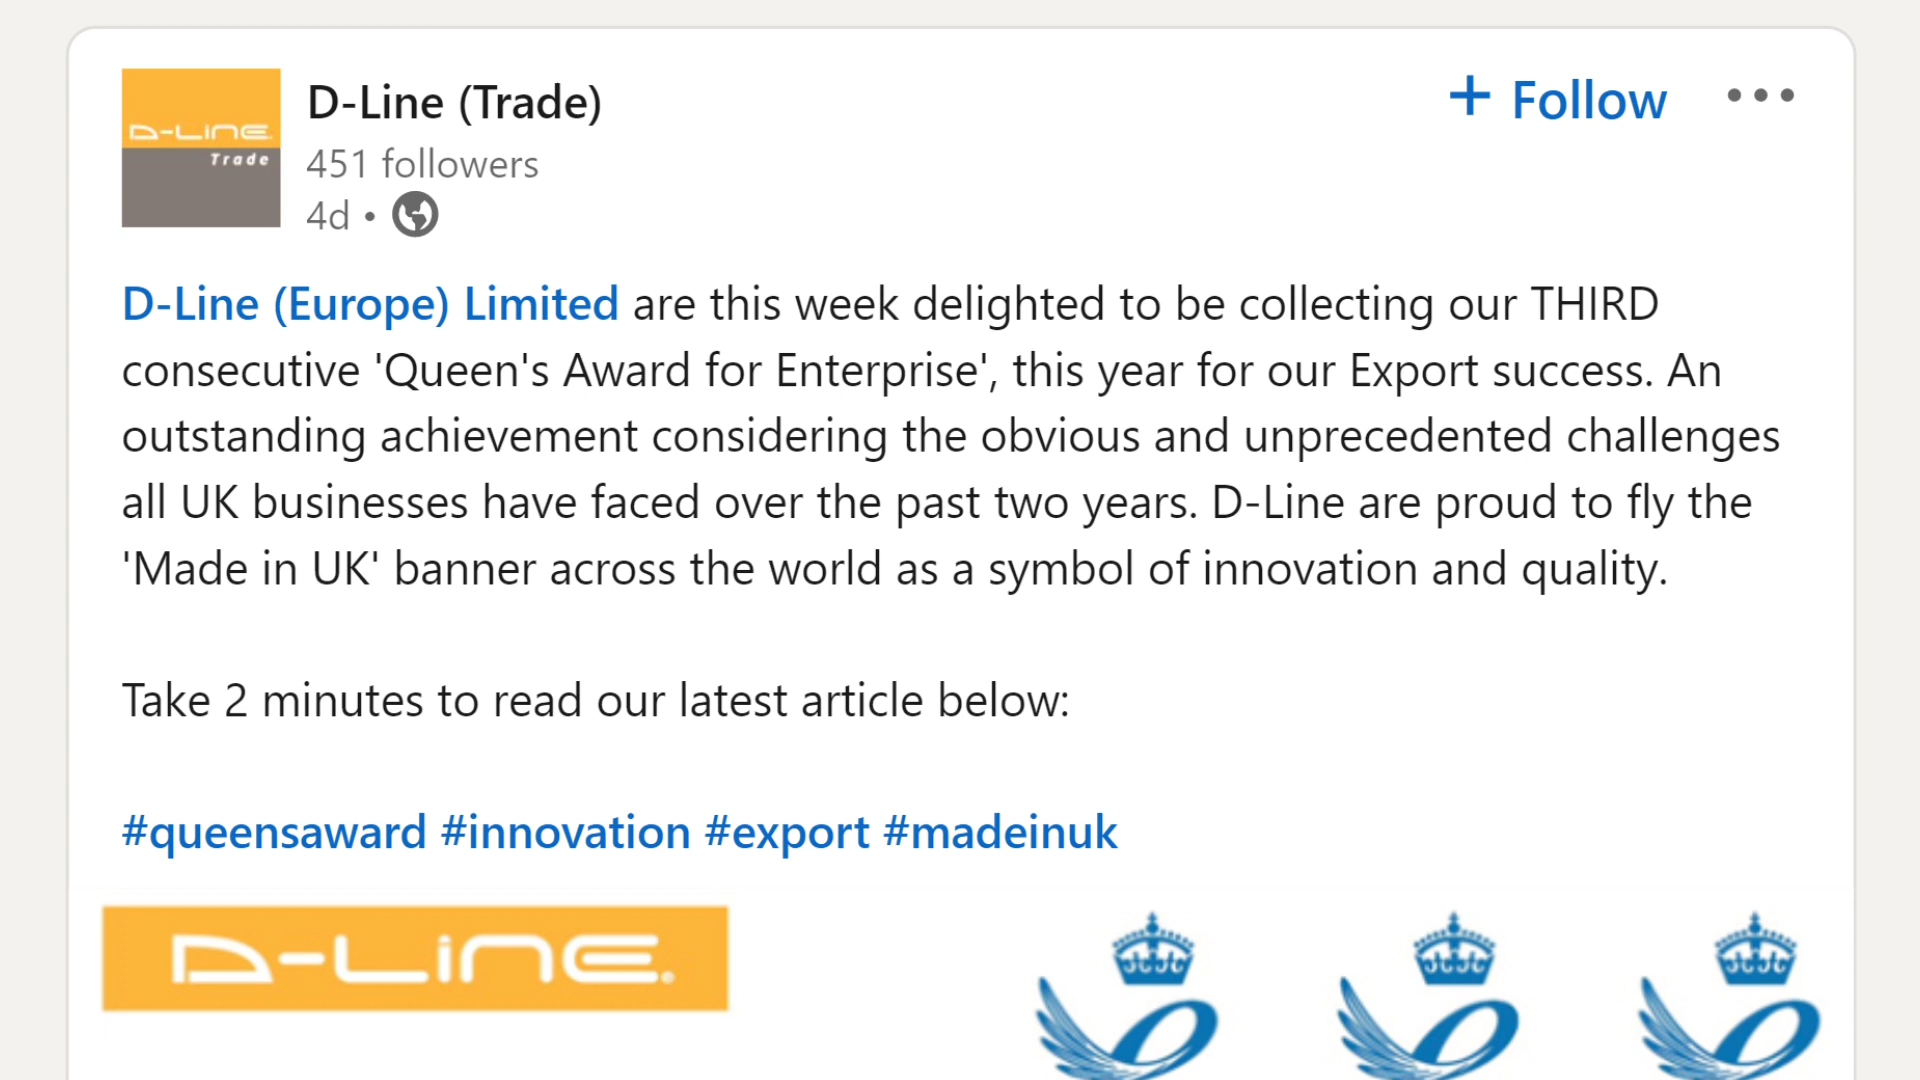 D-Line.
Trade
D-Line (Trade)
451 followers
4d •
+ Follow
D-Line (Europe) Limited are this week delighted to be collecting our THIRD
consecutive 'Queen's Award for Enterprise', this year for our Export success. An
outstanding achievement considering the obvious and unprecedented challenges
all UK businesses have faced over the past two years. D-Line are proud to fly the
'Made in UK' banner across the world as a symbol of innovation and quality.
Take 2 minutes to read our latest article below:
#queensaward #innovation #export #madeinuk
D-Line.